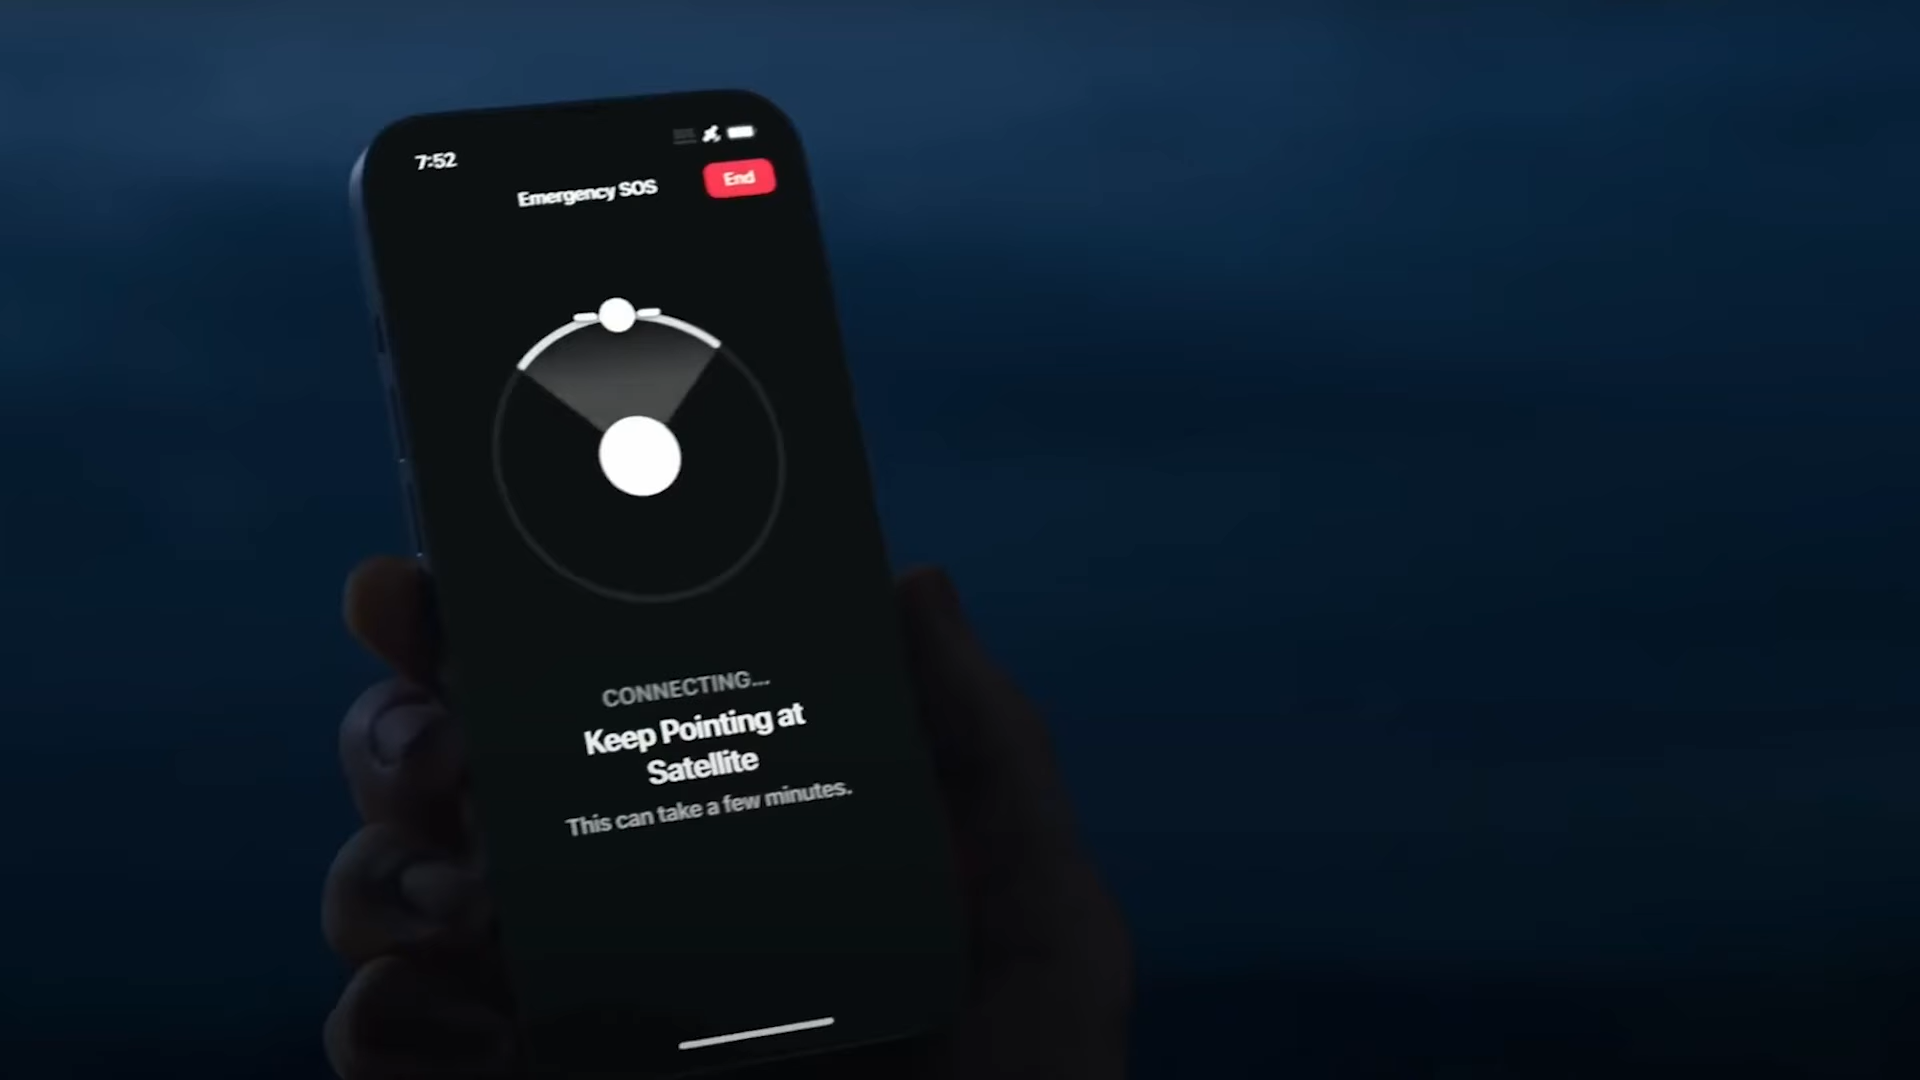 7:52
Emergency SOS
End
CONNECTING...
Keep Pointing at
Satellite
This can take a few minutes.